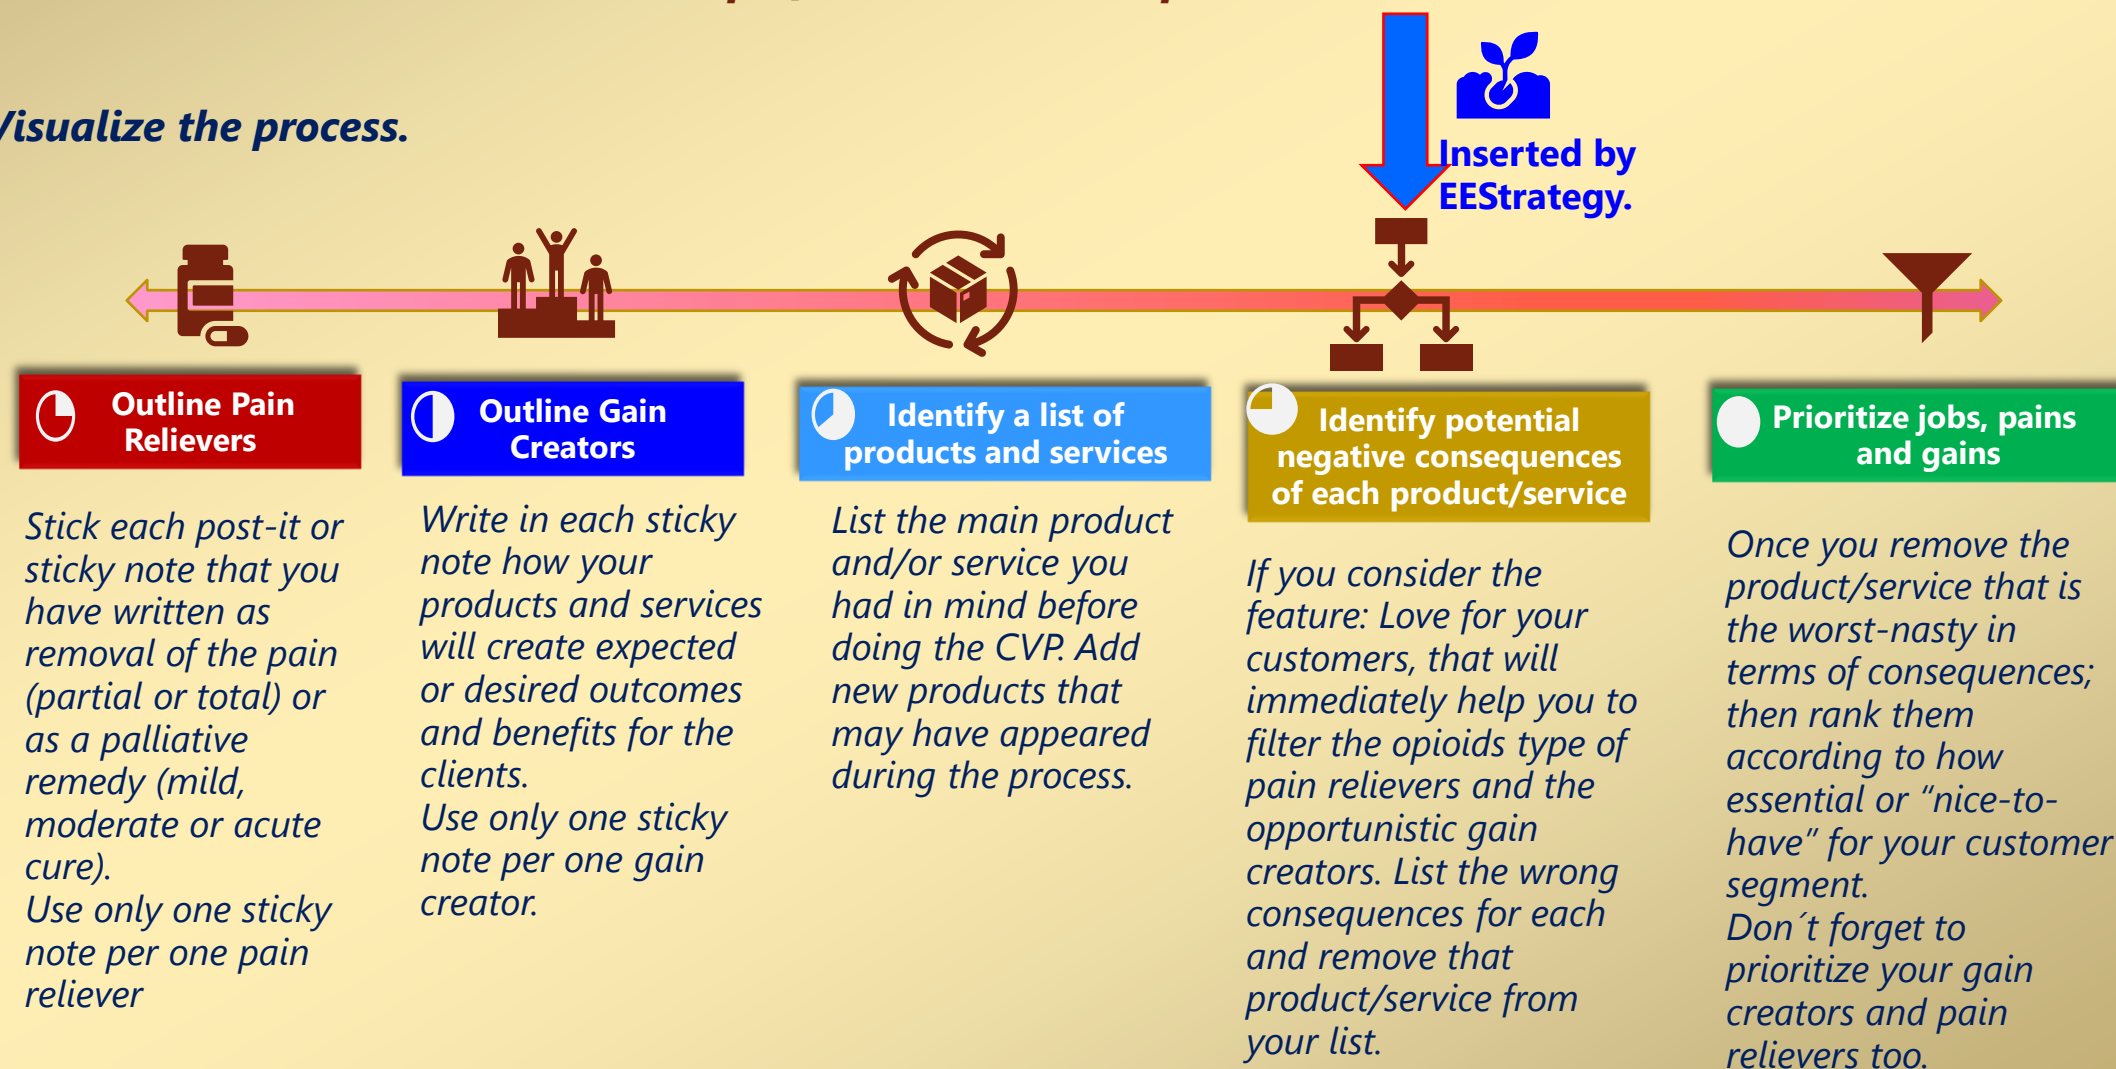 Visualize the process.
Inserted by
EEStrategy.
Outline Pain
Relievers
Stick each post-it or
sticky note that you
have written as
removal of the pain
(partial or total) or
as a palliative
remedy (mild,
moderate or acute
cure).
Use only one sticky
note per one pain
reliever
Outline Gain
Creators
Write in each sticky
note how your
products and services
will create expected
or desired outcomes
and benefits for the
clients.
Use only one sticky
note per one gain
creator.
Identify a list of
products and services
List the main product
and/or service you
had in mind before
doing the CVP. Add
new products that
may have appeared
during the process.
Identify potential
negative consequences
of each product/service
If you consider the
feature: Love for your
customers, that will
immediately help you to
filter the opioids type of
pain relievers and the
opportunistic gain
creators. List the wrong
consequences for each
and remove that
product/service from
your list.
Prioritize jobs, pains
and gains
Once you remove the
product/service that is
the worst-nasty in
terms of consequences;
then rank them
according to how
essential or “nice-to-
have” for your customer
segment.
Don´t forget to
prioritize your gain
creators and pain
relievers too.